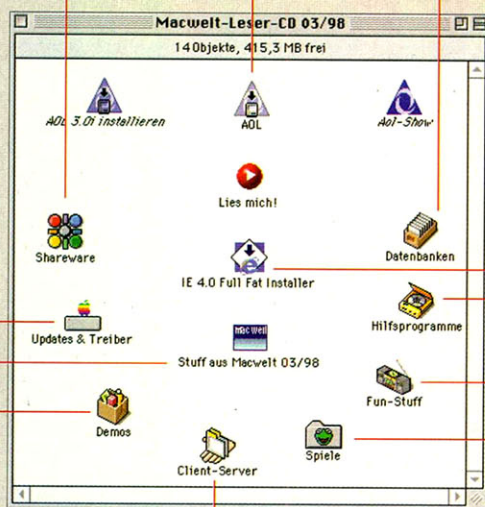 Macwelt-Leser-CD 03/98
14 Objekte, 415,3 MB frei
AOL 3.0i installieren
AOL
Aol-Show
Lies mich!
Shareware
Datenbanken
IE 4.0 Full Fat Installer
Hilfsprogramme
Updates & Treiber
Mac Welt
Stuff aus Macwelt 03/98
Fun-Stuff
Demos
Spiele
Client-Server